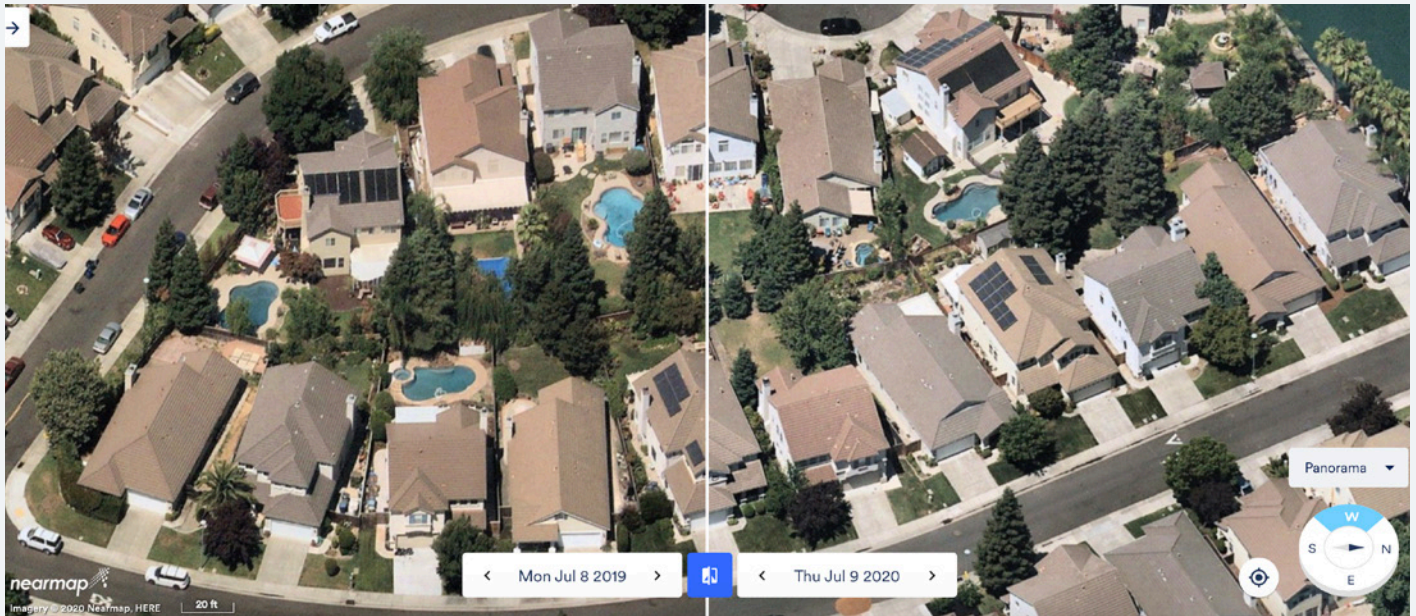 →
Panorama
W
S
N
E
< Mon Jul 8 2019 >
< Thu Jul 9 2020 >
nearmap
Imagery © 2020 Nearmap, HERE
20 ft